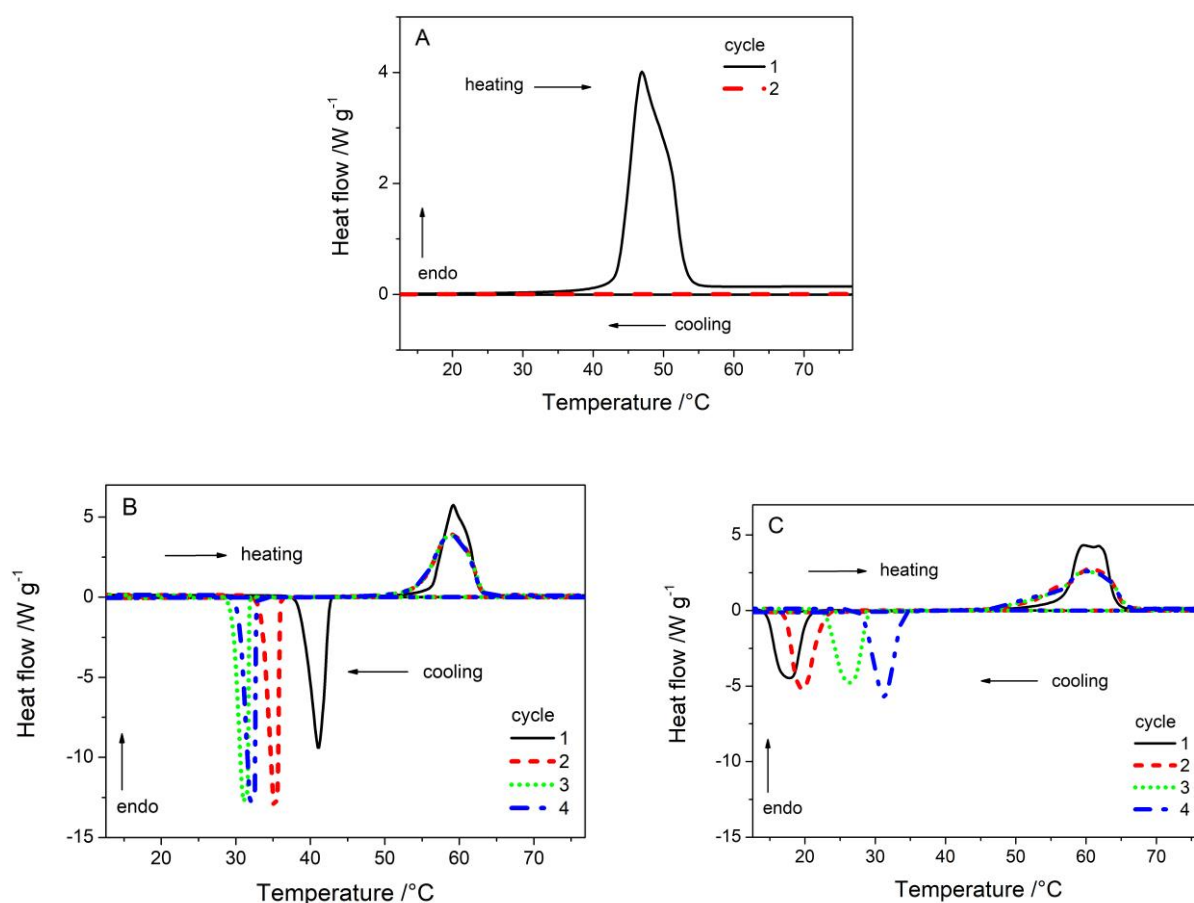 A
cycle
1
2
heating
4
2
0
Heat flow /W g-1
endo
cooling
20 30 40 50 60 70
Temperature /°C
B
5
0
-5
-10
-15
Heat flow /W g-1
heating
cooling
cycle
1
2
3
4
endo
20 30 40 50 60 70
Temperature /°C
C
5
0
-5
-10
-15
Heat flow /W g-1
heating
cooling
cycle
1
2
3
4
endo
20 30 40 50 60 70
Temperature /°C